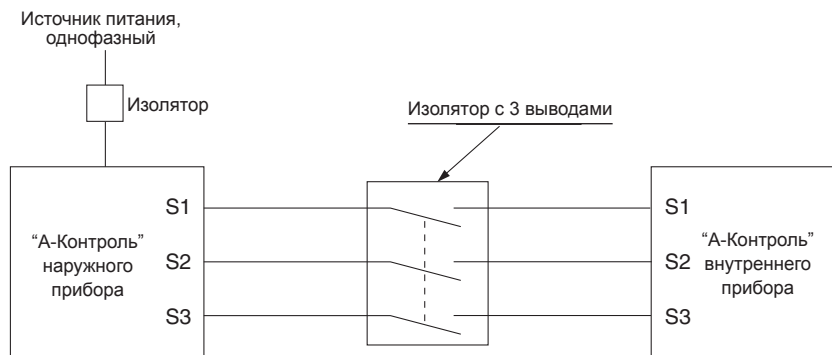 Источник питания,
однофазный
Изолятор
Изолятор с 3 выводами
S1
S1
“А-Контроль”
наружного
прибора
S2
S2
“А-Контроль”
внутреннего
прибора
S3
S3